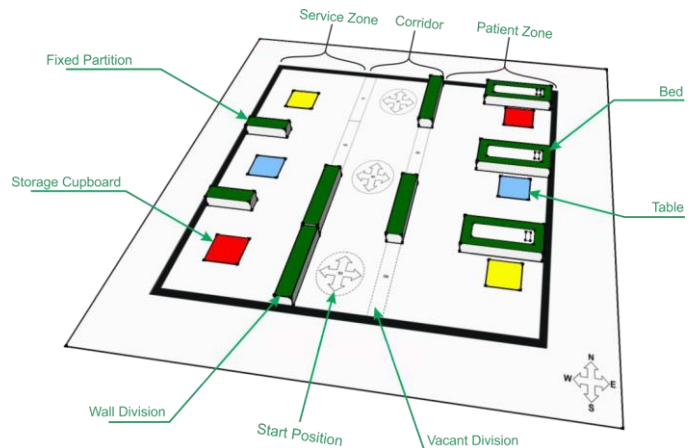 Service Zone
Corridor
Patient Zone
Fixed Partition
Bed
Storage Cupboard
Table
Wall Division
Start Position
Vacant Division
N
W E
S